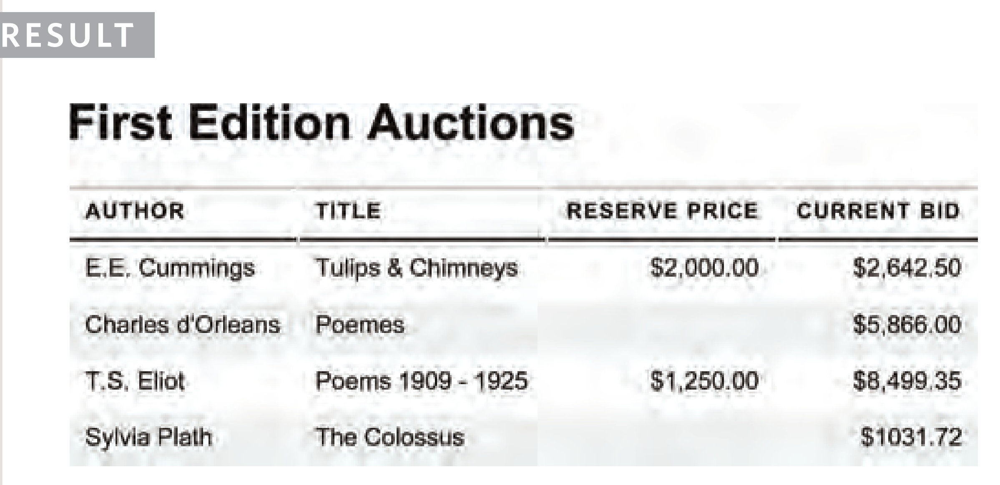 RESULT
First Edition Auctions
AUTHOR TITLE RESERVE PRICE CURRENT BID
E.E. Cummings Tulips & Chimneys $2,000.00 $2,642.50
Charles d'Orleans Poemes $5,866.00
T.S. Eliot Poems 1909 - 1925 $1,250.00 $8,499.35
Sylvia Plath The Colossus $1031.72